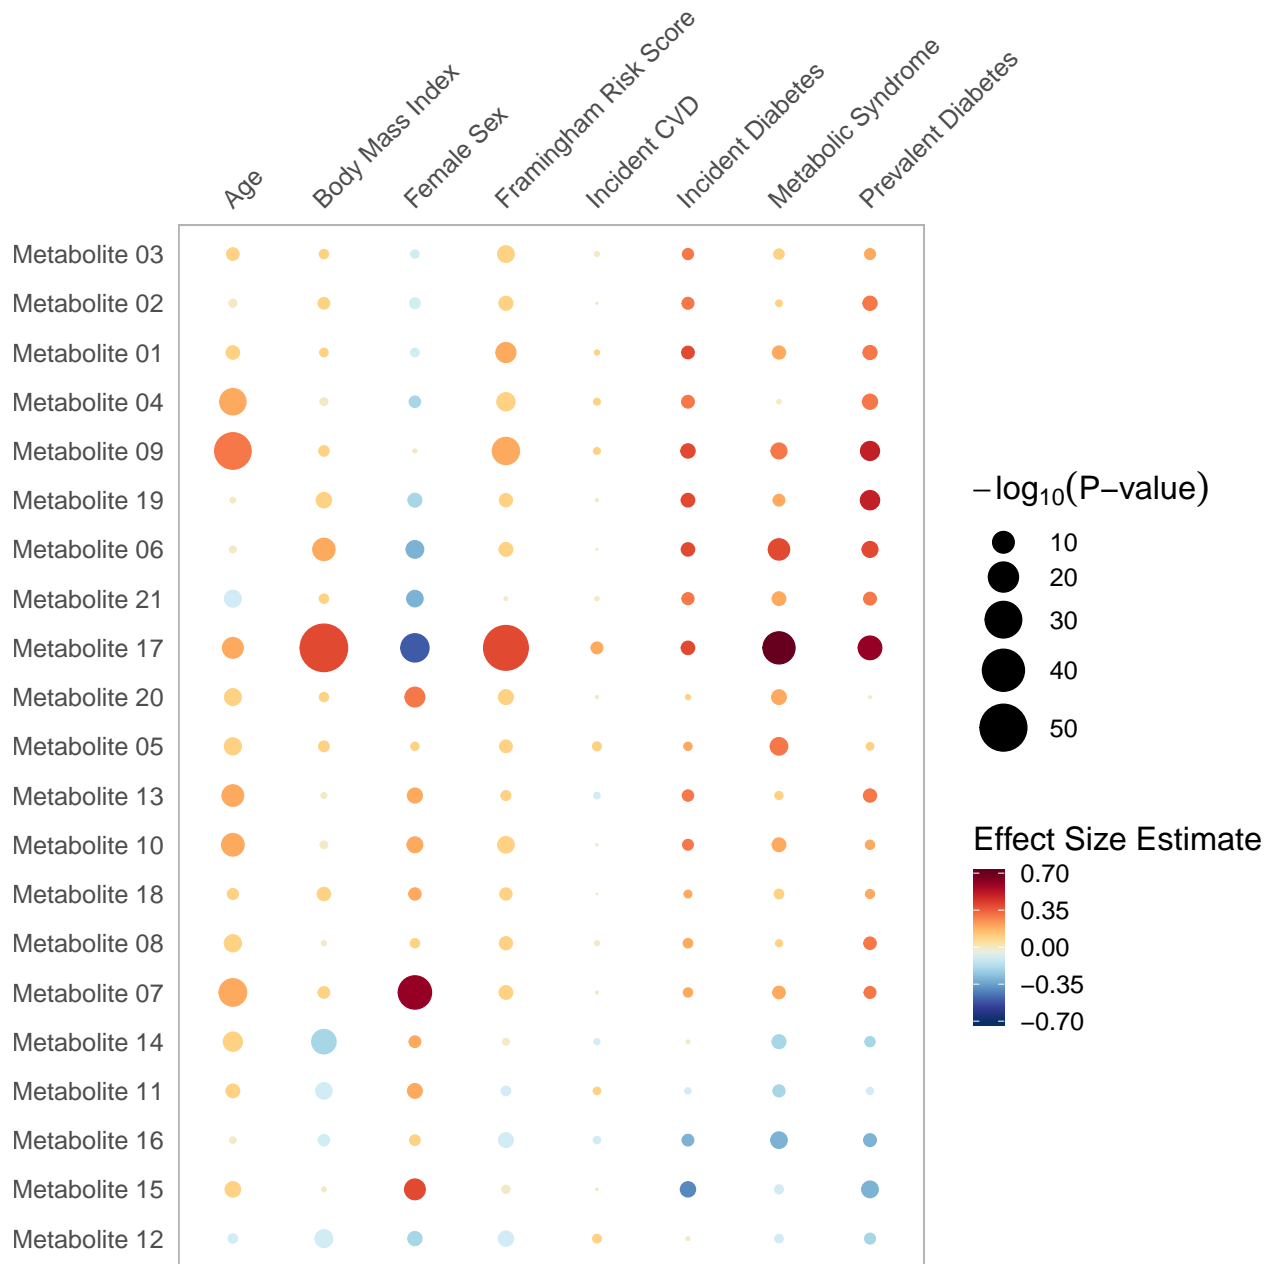 Age
Body Mass Index
Female Sex
Framingham Risk Score
Incident CVD
Incident Diabetes
Metabolic Syndrome
Prevalent Diabetes
Metabolite 03
Metabolite 02
Metabolite 01
Metabolite 04
Metabolite 09
Metabolite 19
Metabolite 06
Metabolite 21
Metabolite 17
Metabolite 20
Metabolite 05
Metabolite 13
Metabolite 10
Metabolite 18
Metabolite 08
Metabolite 07
Metabolite 14
Metabolite 11
Metabolite 16
Metabolite 15
Metabolite 12
−log₁₀(P−value)
10
20
30
40
50
Effect Size Estimate
0.70
0.35
0.00
−0.35
−0.70